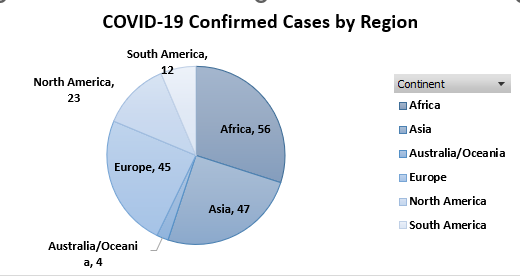 COVID-19 Confirmed Cases by Region
South America,
12
North America,
23
Africa, 56
Europe, 45
Asia, 47
Australia/Oceani
a, 4
Continent
Africa
Asia
Australia/Oceania
Europe
North America
South America